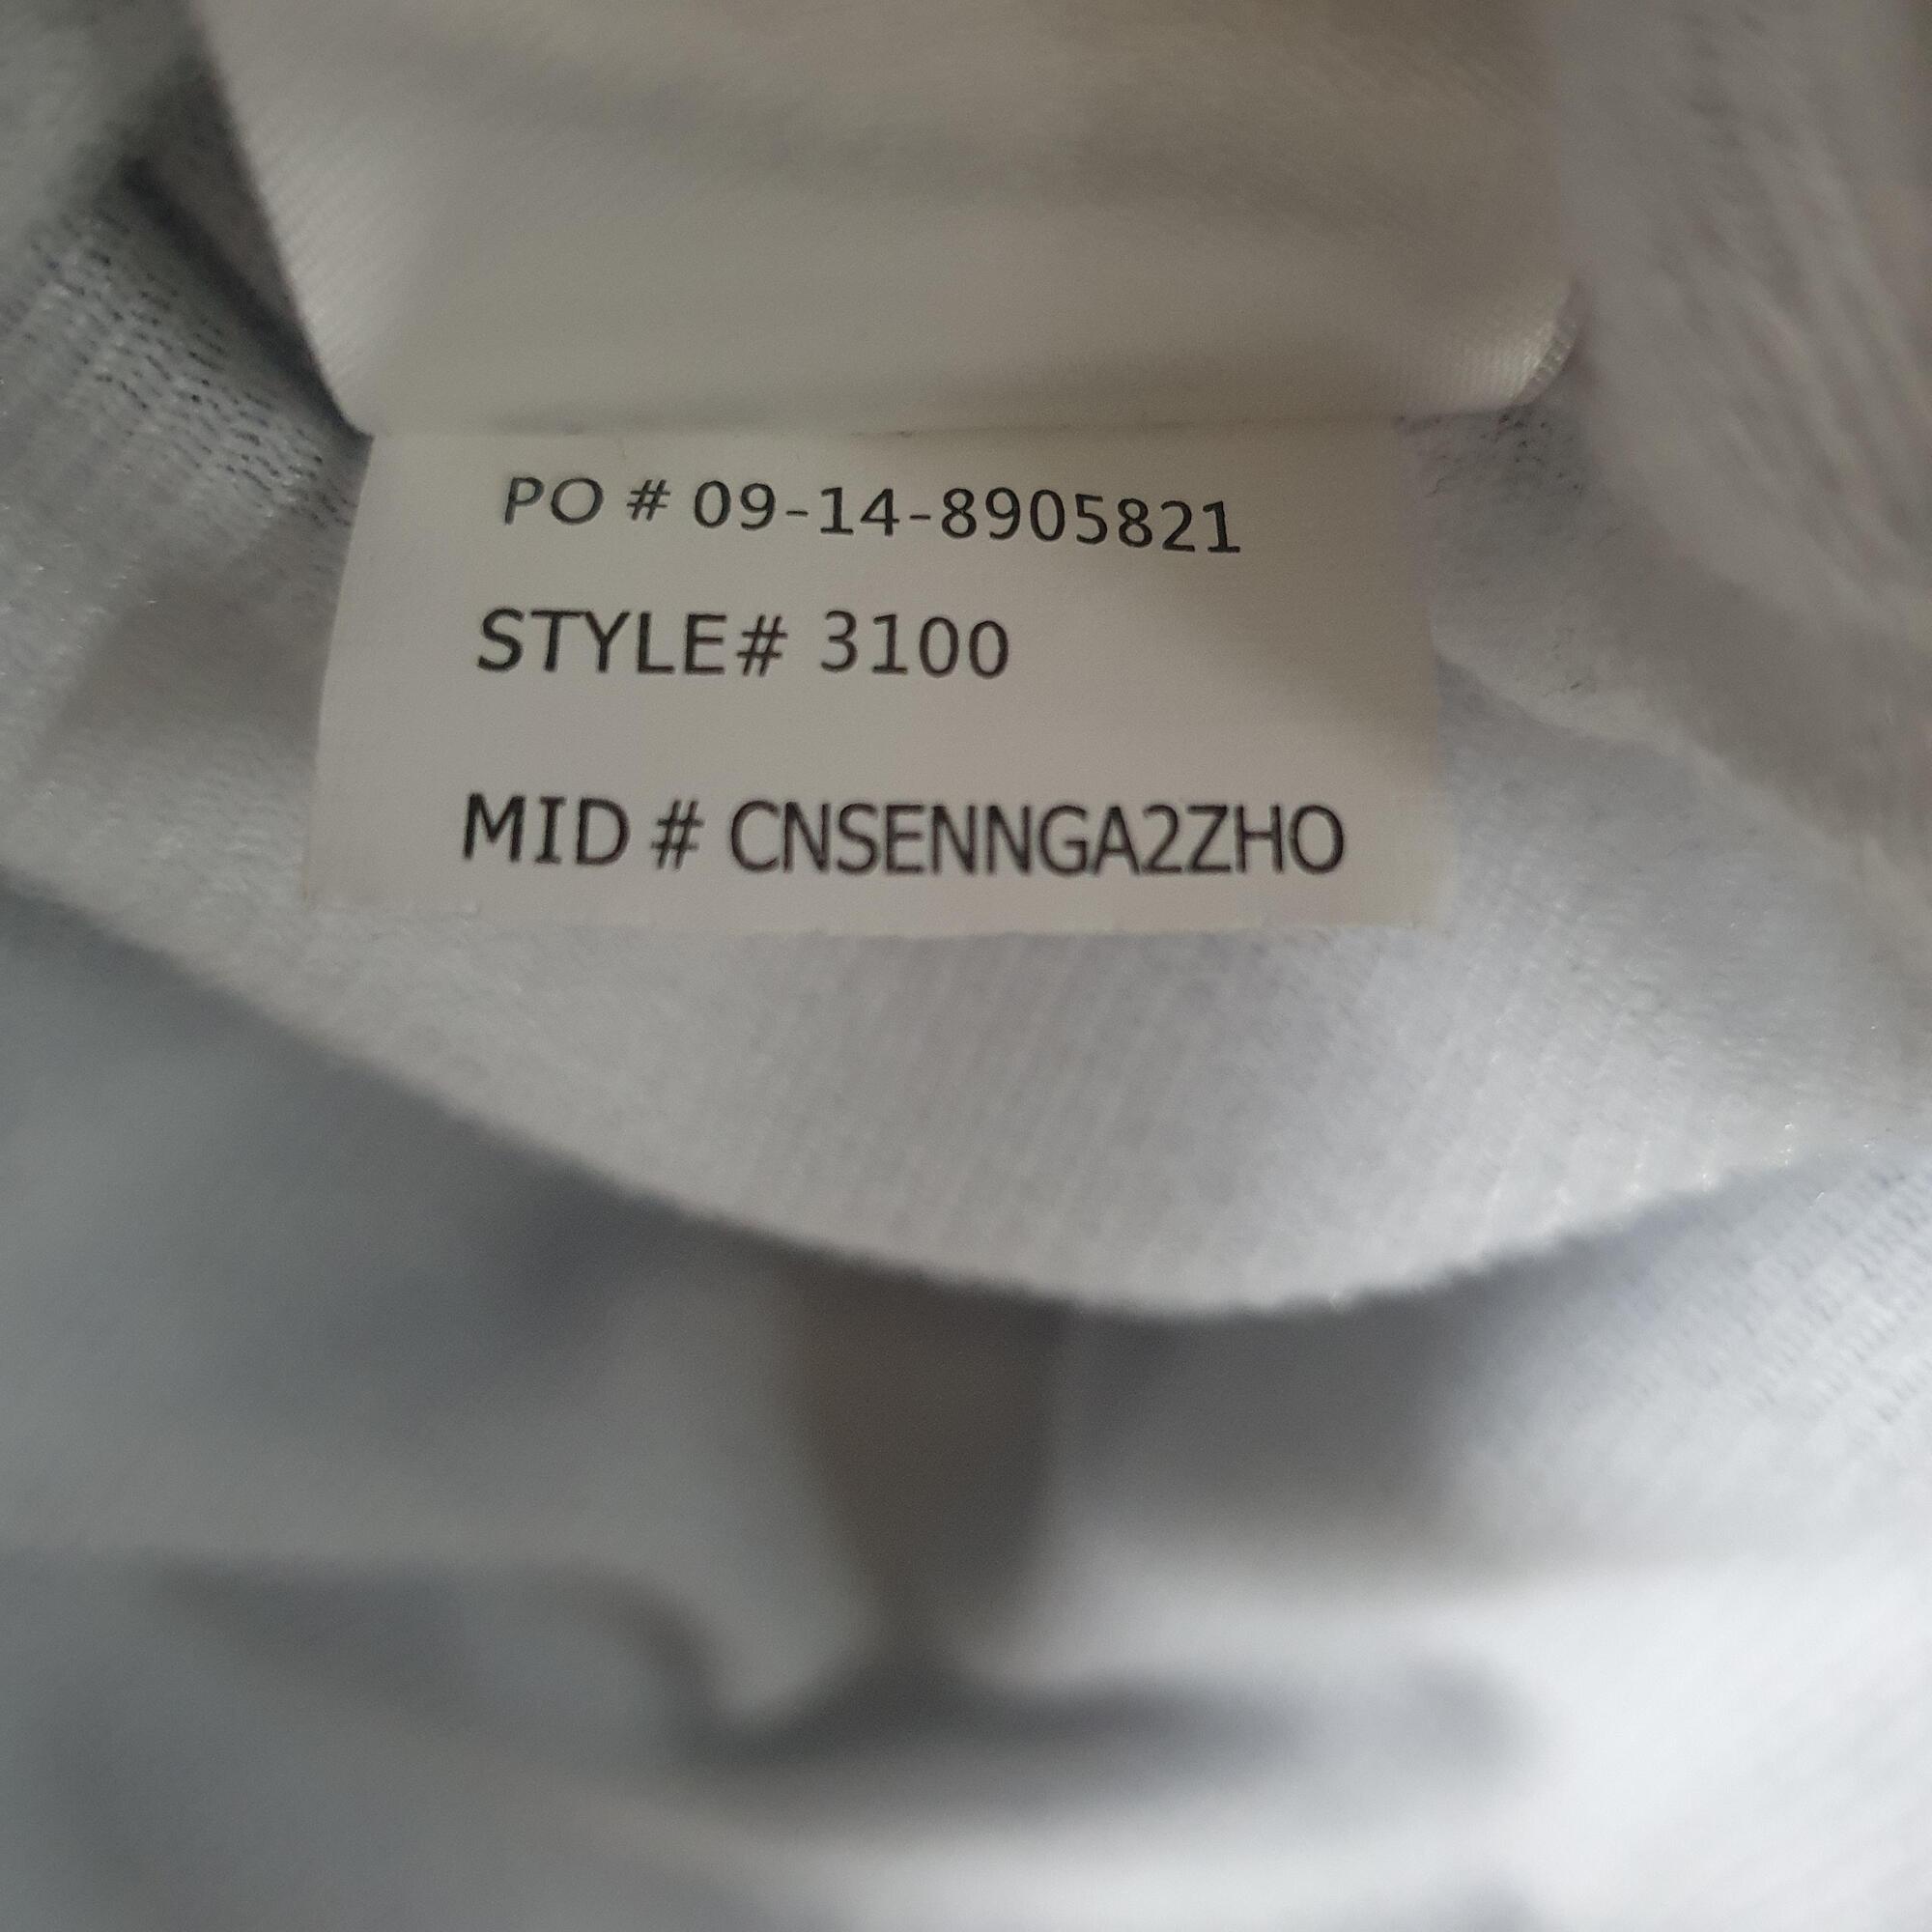 PO # 09-14-8905821
STYLE# 3100
MID # CNSENNGA2ZHO